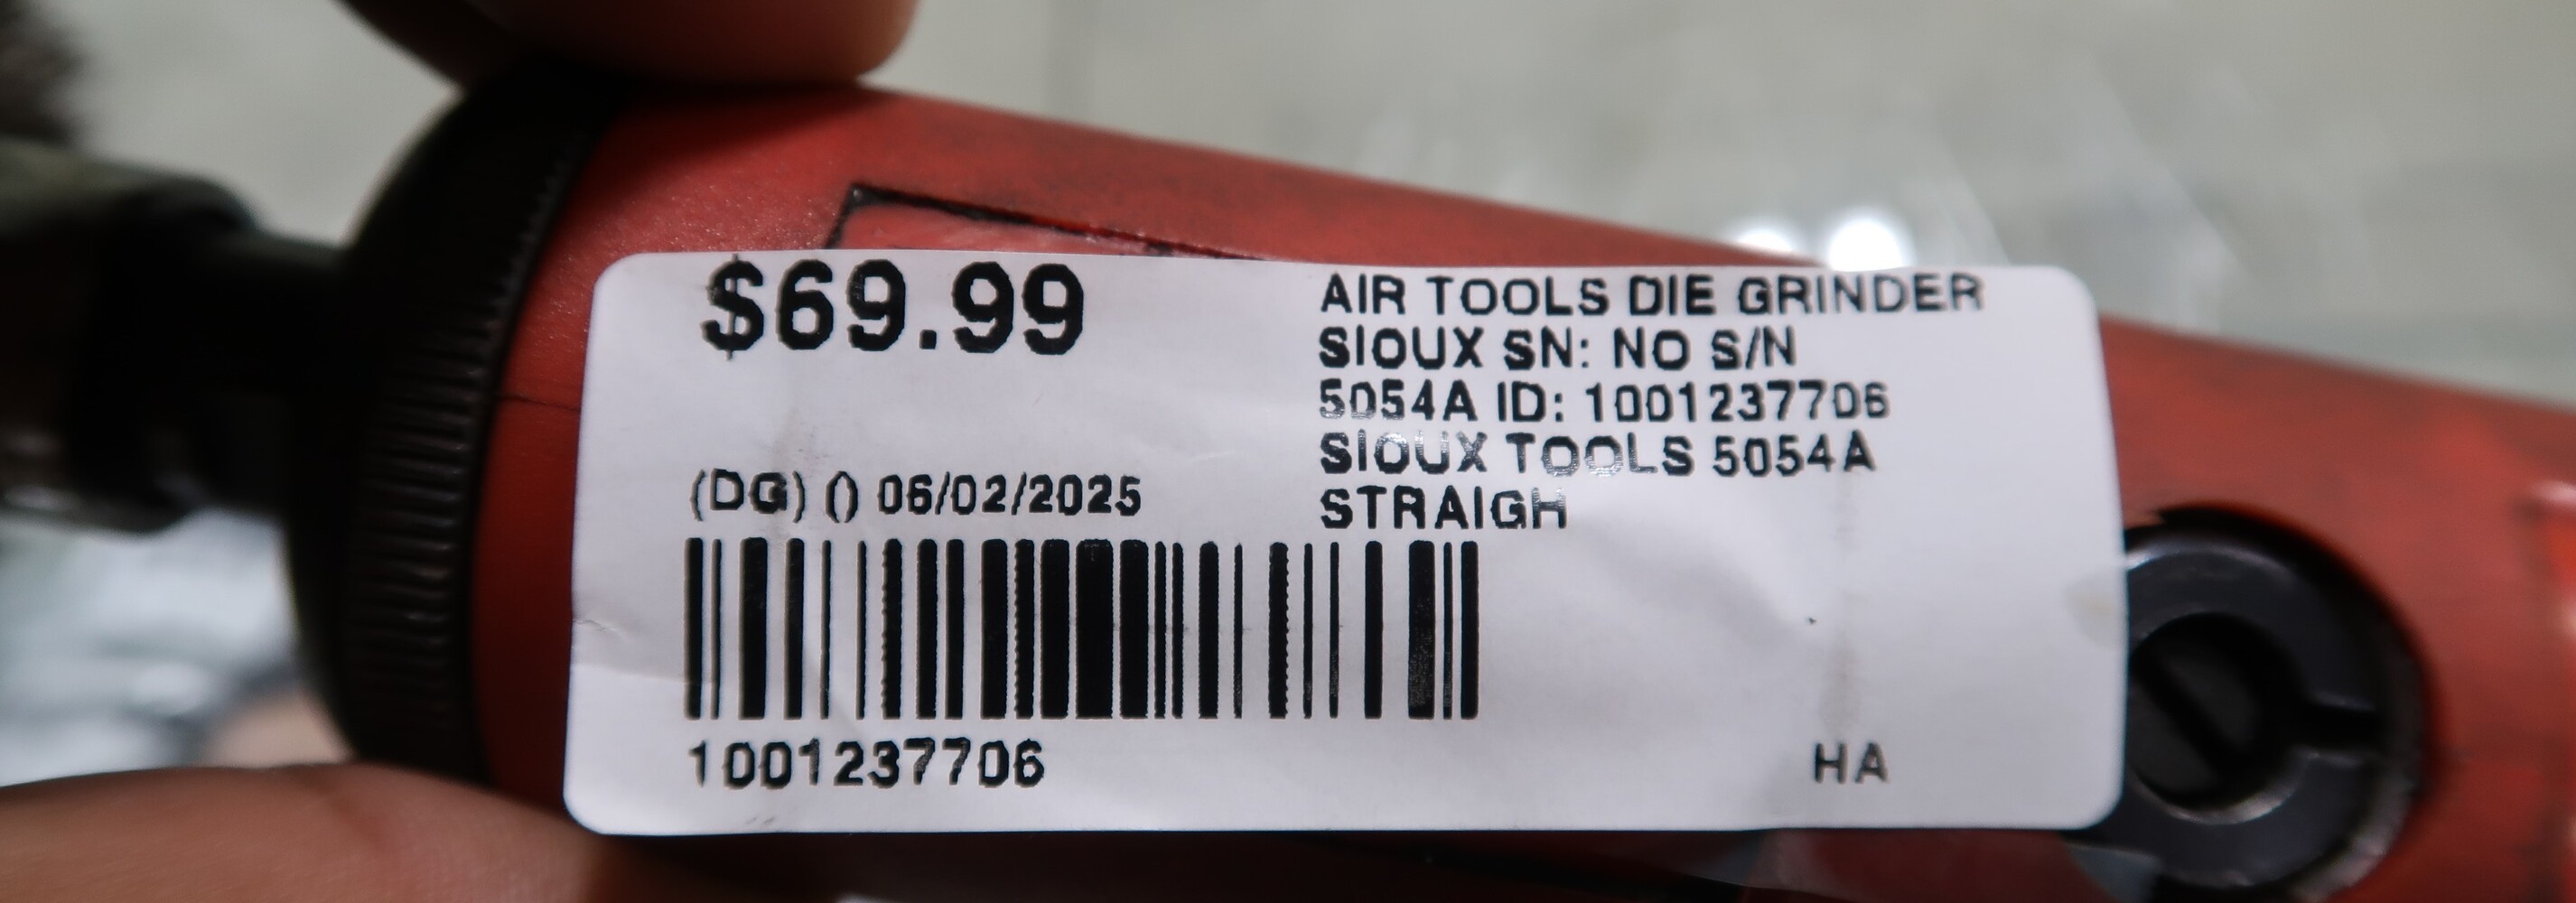 $69.99
AIR TOOLS DIE GRINDER
SIOUX SN: NO S/N
5054A ID: 1001237706
SIOUX TOOLS 5054A
STRAIGH
(DG) () 06/02/2025
1001237706
HA